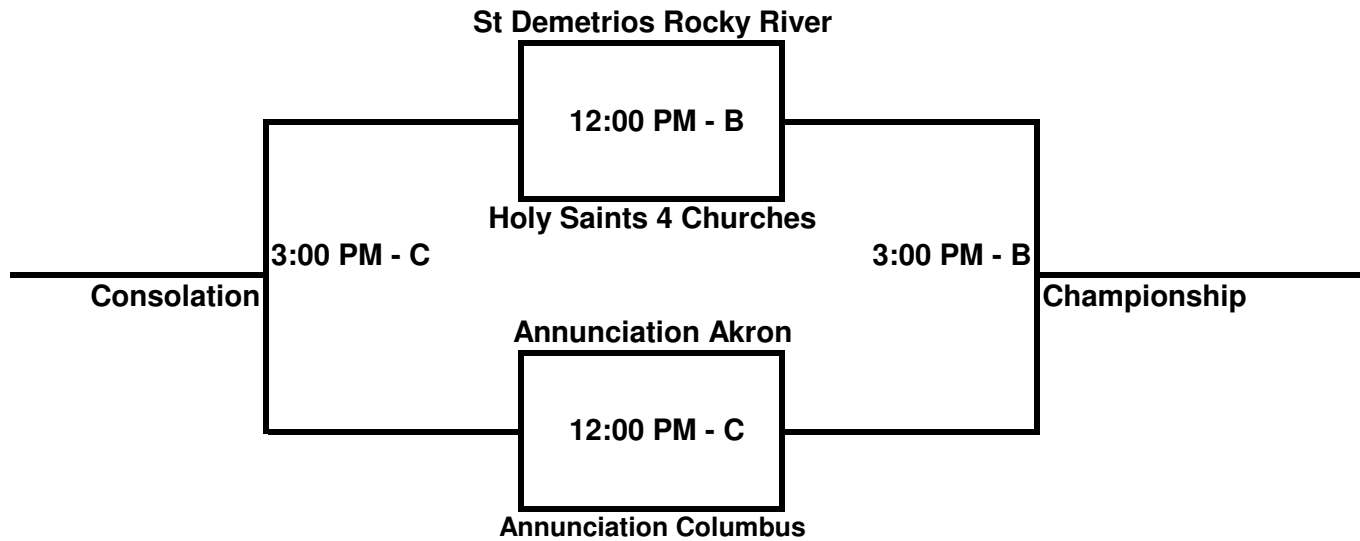 St Demetrios Rocky River
12:00 PM - B
Holy Saints 4 Churches
3:00 PM - C
3:00 PM - B
Consolation
Championship
Annunciation Akron
12:00 PM - C
Annunciation Columbus